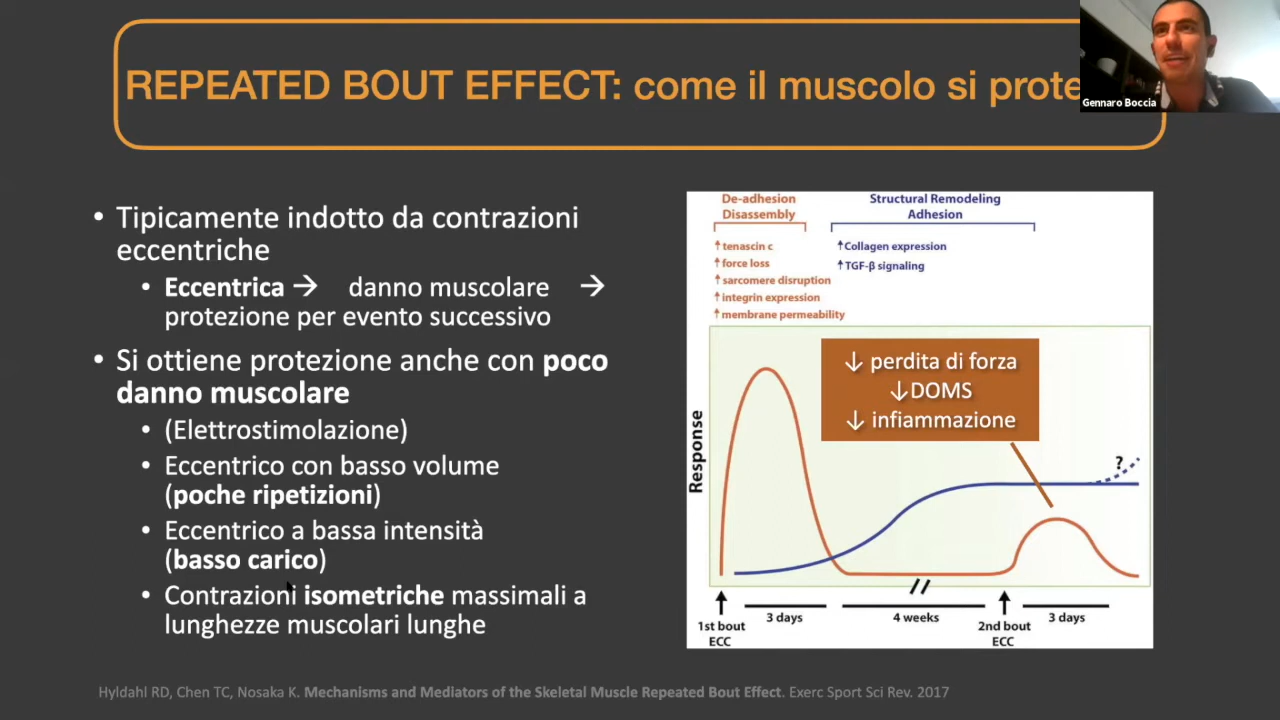 REPEATED BOUT EFFECT: come il muscolo si prote
Gennaro Boccia
• Tipicamente indotto da contrazioni
eccentriche
• Eccentrica → danno muscolare →
protezione per evento successivo
• Si ottiene protezione anche con poco
danno muscolare
• (Elettrostimolazione)
• Eccentrico con basso volume
(poche ripetizioni)
• Eccentrico a bassa intensità
(basso carico)
• Contrazioni isometriche massimali a
lunghezze muscolari lunghe
De-adhesion
Disassembly
↑tenascin c
↑force loss
↑sarcomere disruption
↑integrin expression
↑membrane permeability
Structural Remodeling
Adhesion
↑Collagen expression
↑TGF-β signaling
↓ perdita di forza
↓DOMS
↓ infiammazione
?
Response
1st bout
ECC
3 days
4 weeks
2nd bout
ECC
3 days
Hyldahl RD, Chen TC, Nosaka K. Mechanisms and Mediators of the Skeletal Muscle Repeated Bout Effect. Exerc Sport Sci Rev. 2017